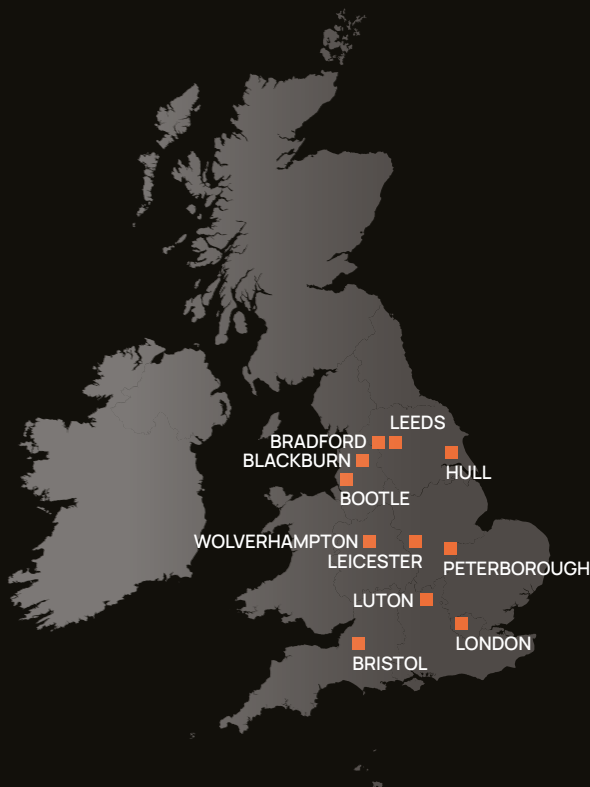 LEEDS
BRADFORD
BLACKBURN
HULL
BOOTLE
WOLVERHAMPTON
LEICESTER
PETERBOROUGH
LUTON
LONDON
BRISTOL